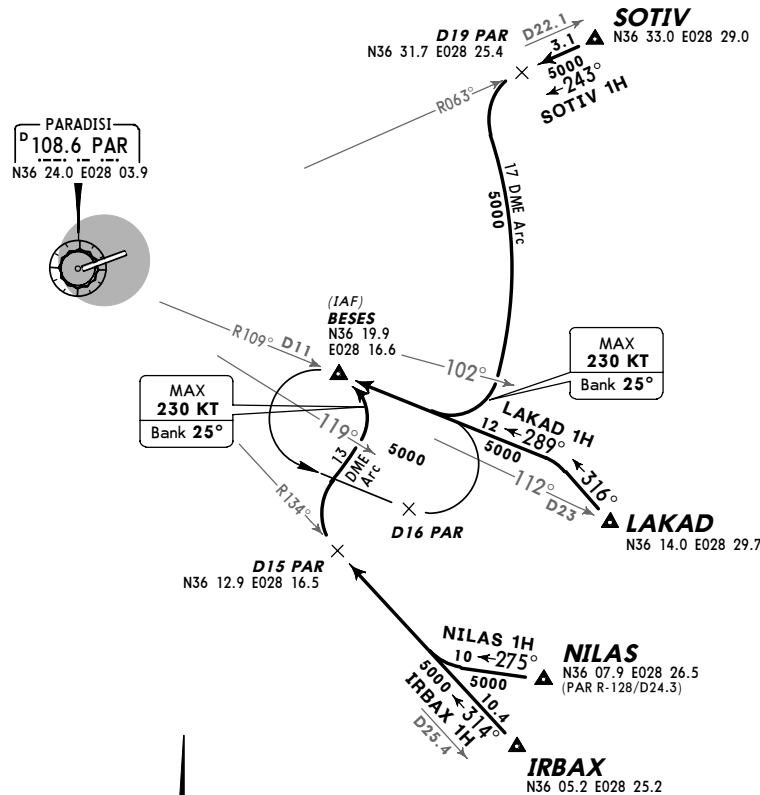 SOTIV
N36 33.0 E028 29.0
D22.1
3.1
5000
243°
SOTIV 1H
D19 PAR
N36 31.7 E028 25.4
R063°
PARADISI
D 108.6 PAR
N36 24.0 E028 03.9
17 DME Arc
5000
(IAF)
BESES
N36 19.9
E028 16.6
R109° D11
102°
MAX
230 KT
Bank 25°
MAX
230 KT
Bank 25°
LAKAD 1H
12 289°
5000
316°
119°
5000
112°
D23
13
DME
Arc
LAKAD
N36 14.0 E028 29.7
R134°
D16 PAR
D15 PAR
N36 12.9 E028 16.5
NILAS 1H
10 275°
5000
NILAS
N36 07.9 E028 26.5
(PAR R-128/D24.3)
10.4
5000 314°
IRBAX 1H
D25.4
IRBAX
N36 05.2 E028 25.2